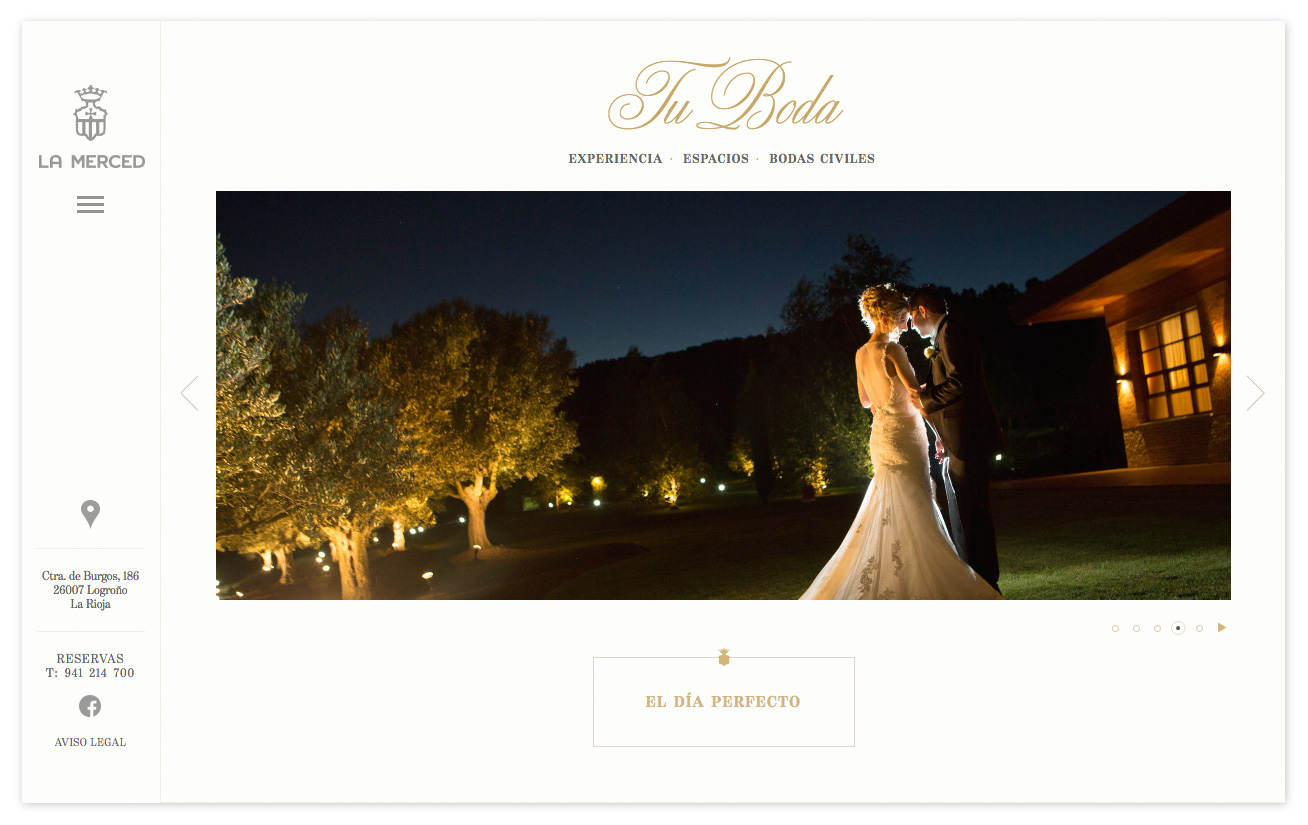 LA MERCED
Ctra. de Burgos, 186
26007 Logroño
La Rioja
RESERVAS
T: 941 214 700
AVISO LEGAL
Tu Boda
EXPERIENCIA · ESPACIOS · BODAS CIVILES
EL DÍA PERFECTO